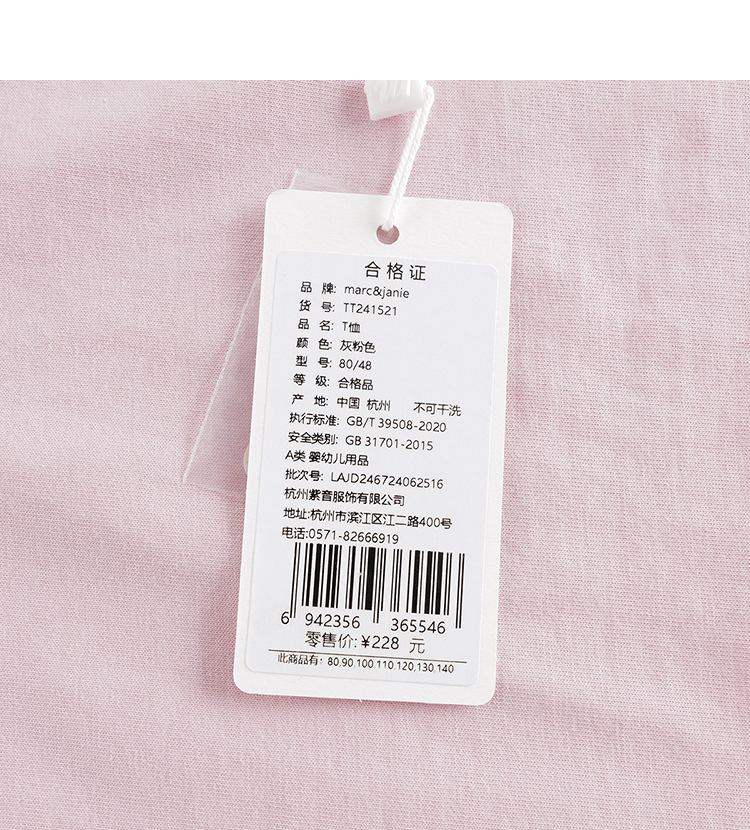 合格证
品 牌: marc&janie
货 号: TT241521
品 名: T恤
颜 色: 灰粉色
型 号: 80/48
等 级: 合格品
产 地: 中国 杭州 不可干洗
执行标准: GB/T 39508-2020
安全类别: GB 31701-2015
A类 婴幼儿用品
批次号: LAJD246724062516
杭州紫音服饰有限公司
地址:杭州市滨江区江二路400号
电话:0571-82666919
6 942356 365546
零售价:¥228 元
此商品有: 80,90,100,110,120,130,140